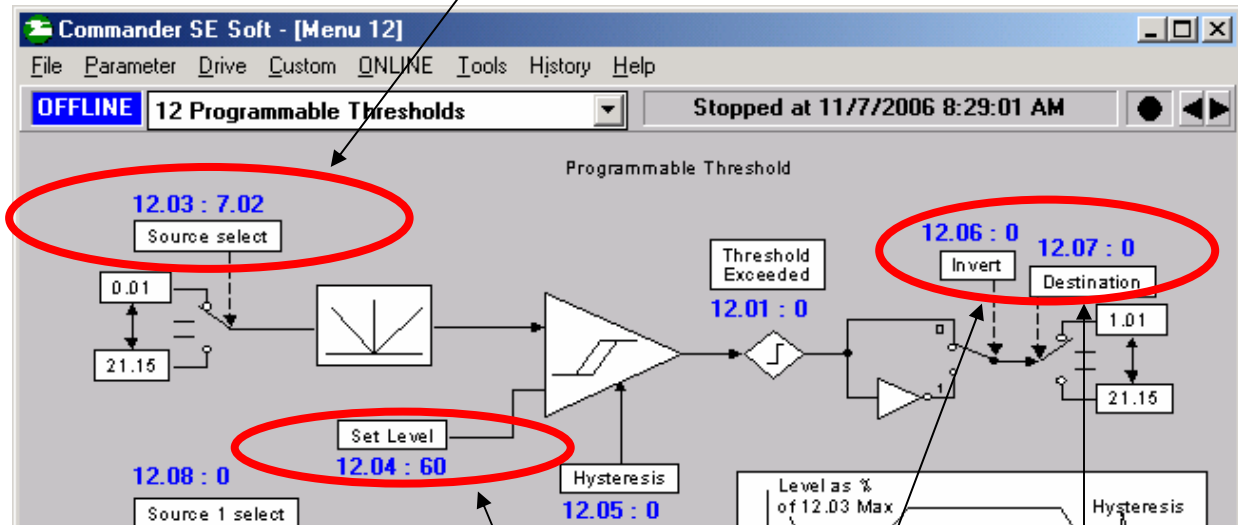 Commander SE Soft - [Menu 12]
File Parameter Drive Custom ONLINE Tools History Help
OFFLINE 12 Programmable Thresholds Stopped at 11/7/2006 8:29:01 AM
Programmable Threshold
12.03 : 7.02
Source select
0.01
21.15
Threshold
Exceeded
12.01 : 0
12.06 : 0
Invert
12.07 : 0
Destination
0
1
1.01
21.15
Set Level
12.04 : 60
Hysteresis
12.05 : 0
12.08 : 0
Source 1 select
Level as %
of 12.03 Max
Hysteresis